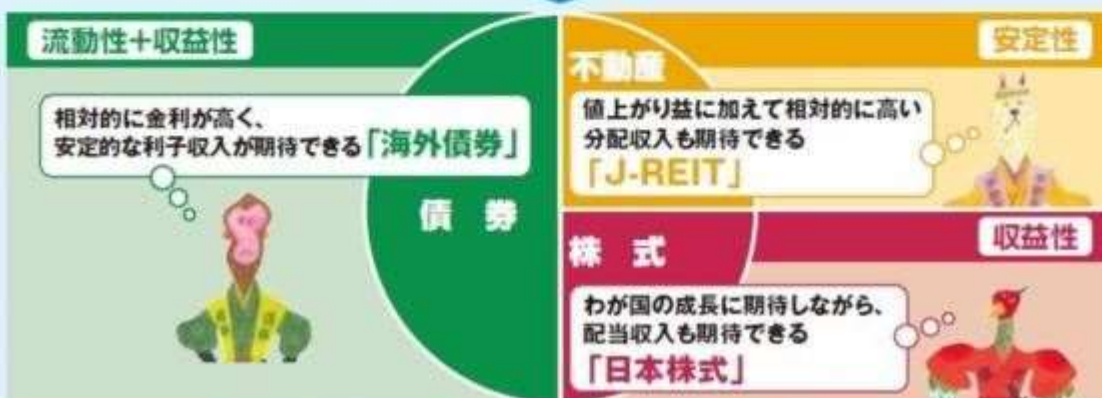 流動性+収益性
相対的に金利が高く、
安定的な利子収入が期待できる「海外債券」
債 券
不動産
安定性
値上がり益に加えて相対的に高い
分配収入も期待できる
「J-REIT」
株 式
収益性
わが国の成長に期待しながら、
配当収入も期待できる
「日本株式」